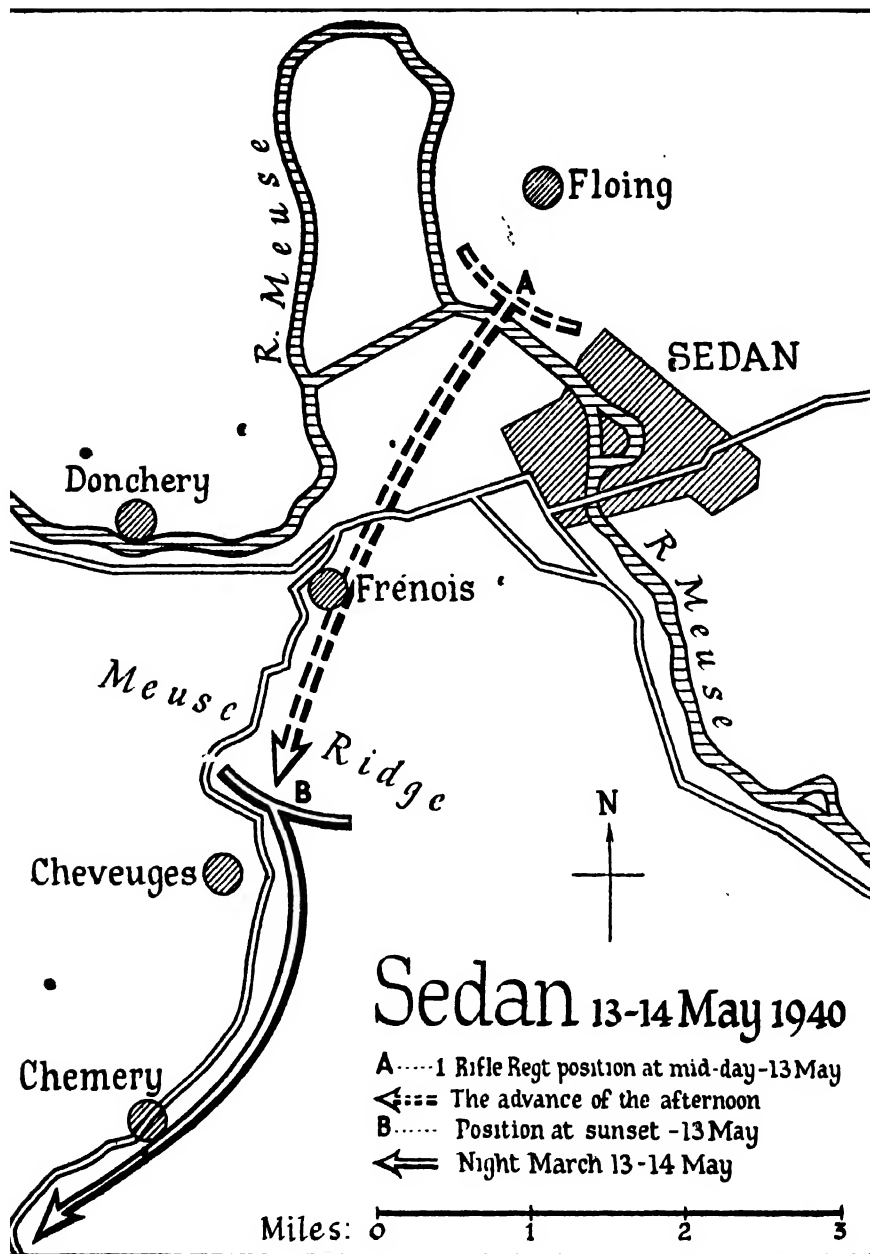 R. Meuse
Floing
A
SEDAN
Donchery
R Meuse
Frénois
Meuse
Ridge
B
N
Cheveuges
Sedan 13-14 May 1940
A.....1 Rifle Regt position at mid-day-13 May
The advance of the afternoon
Chemery
B...... Position at sunset -13 May
Night March 13-14 May
Miles: 0 1 2 3